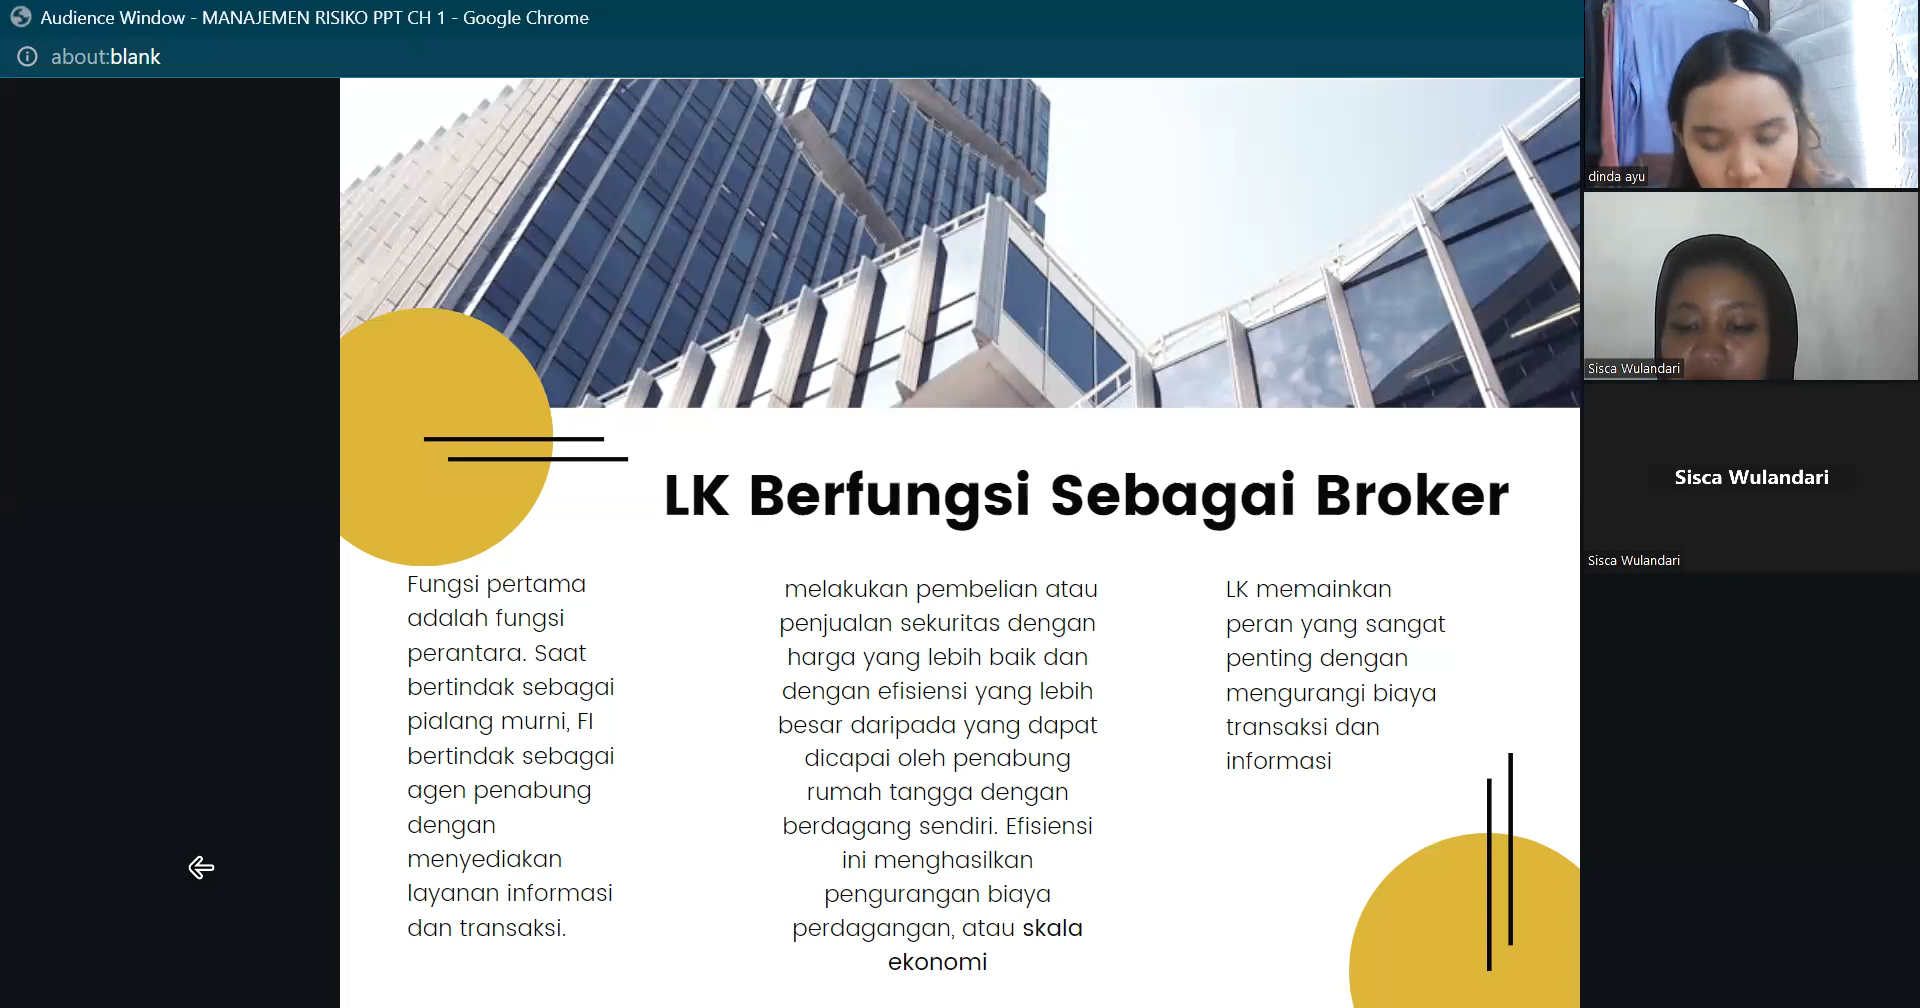 Audience Window - MANAJEMEN RISIKO PPT CH 1 - Google Chrome
about:blank
LK Berfungsi Sebagai Broker
Fungsi pertama
adalah fungsi
perantara. Saat
bertindak sebagai
pialang murni, FI
bertindak sebagai
agen penabung
dengan
menyediakan
layanan informasi
dan transaksi.
melakukan pembelian atau
penjualan sekuritas dengan
harga yang lebih baik dan
dengan efisiensi yang lebih
besar daripada yang dapat
dicapai oleh penabung
rumah tangga dengan
berdagang sendiri. Efisiensi
ini menghasilkan
pengurangan biaya
perdagangan, atau skala
ekonomi
LK memainkan
peran yang sangat
penting dengan
mengurangi biaya
transaksi dan
informasi
dinda ayu
Sisca Wulandari
Sisca Wulandari
Sisca Wulandari